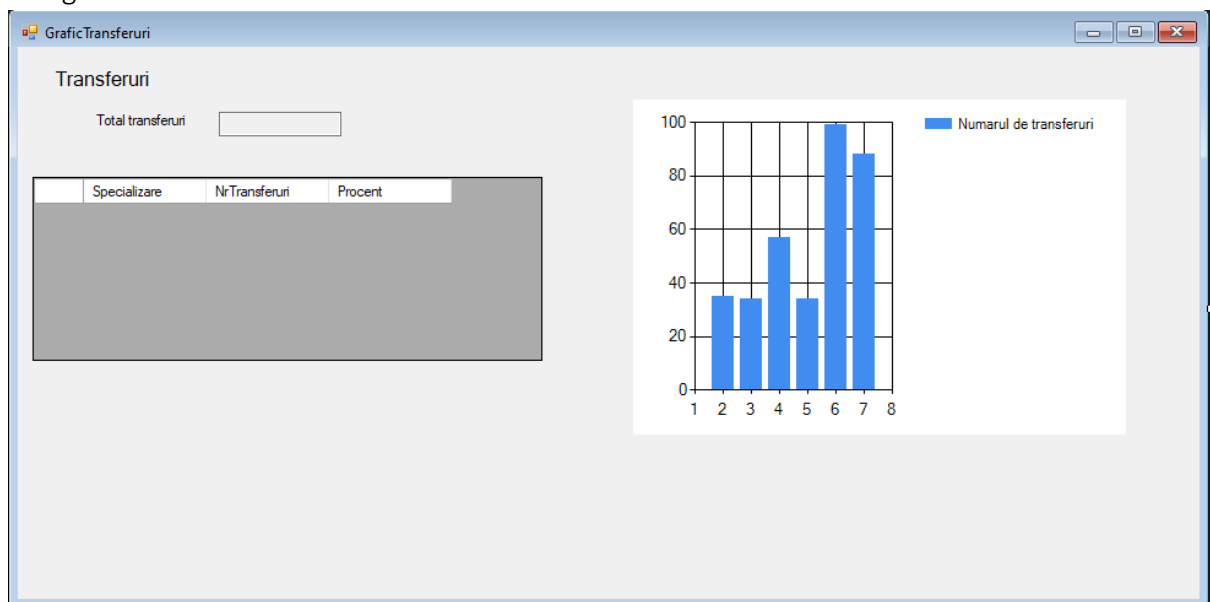 GraficTransferuri
Transferuri
Total transferuri
Specializare NrTransferuri Procent
Numarul de transferuri
100
80
60
40
20
0
1 2 3 4 5 6 7 8